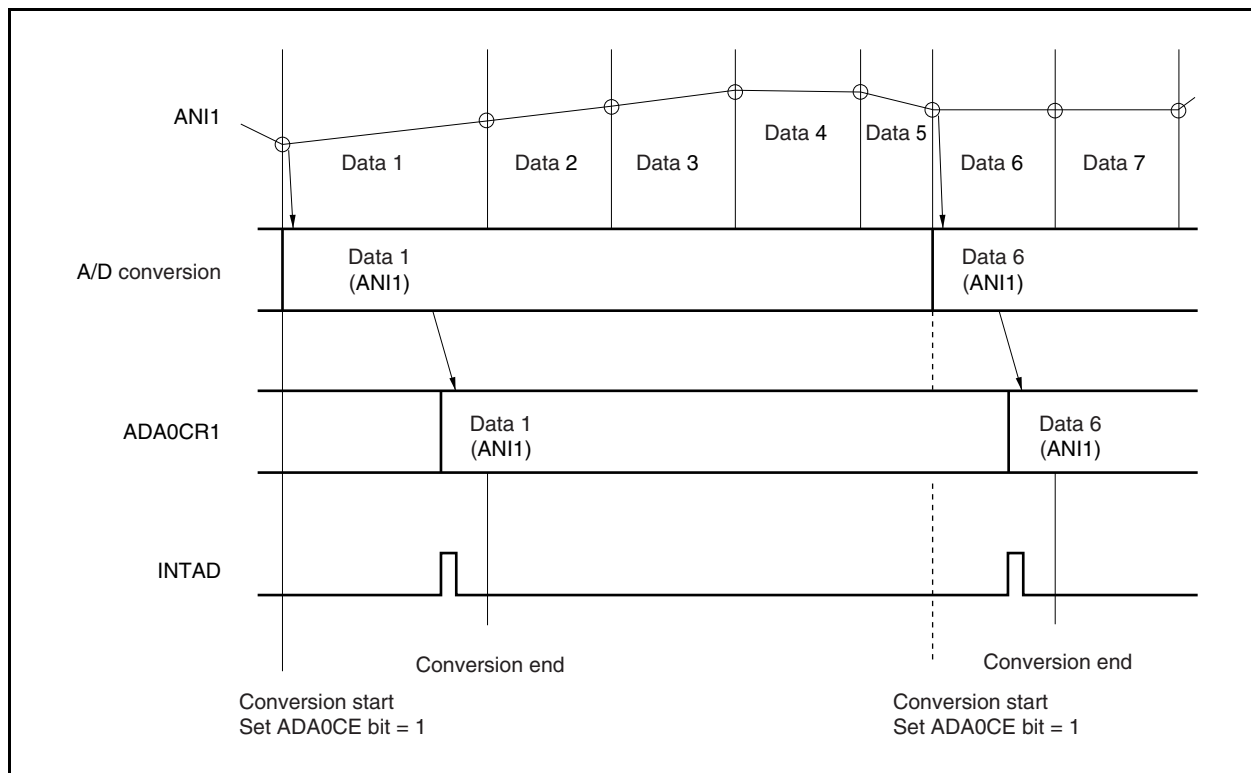 ANI1
Data 1
Data 2
Data 3
Data 4
Data 5
Data 6
Data 7
A/D conversion
Data 1
(ANI1)
Data 6
(ANI1)
ADA0CR1
Data 1
(ANI1)
Data 6
(ANI1)
INTAD
Conversion end
Conversion end
Conversion start
Set ADA0CE bit = 1
Conversion start
Set ADA0CE bit = 1